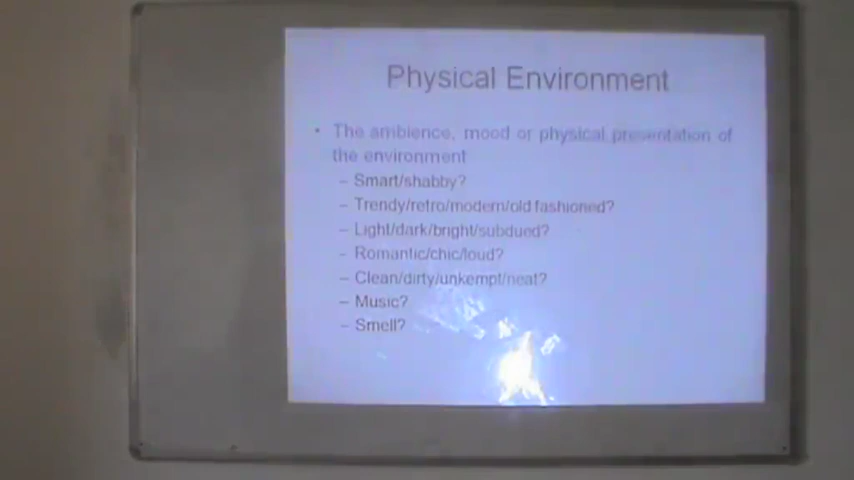 Physical Environment
• The ambience, mood or physical presentation of
the environment
– Smart/shabby?
– Trendy/retro/modern/old fashioned?
– Light/dark/bright/subdued?
– Romantic/chic/loud?
– Clean/dirty/unkempt/neat?
– Music?
– Smell?